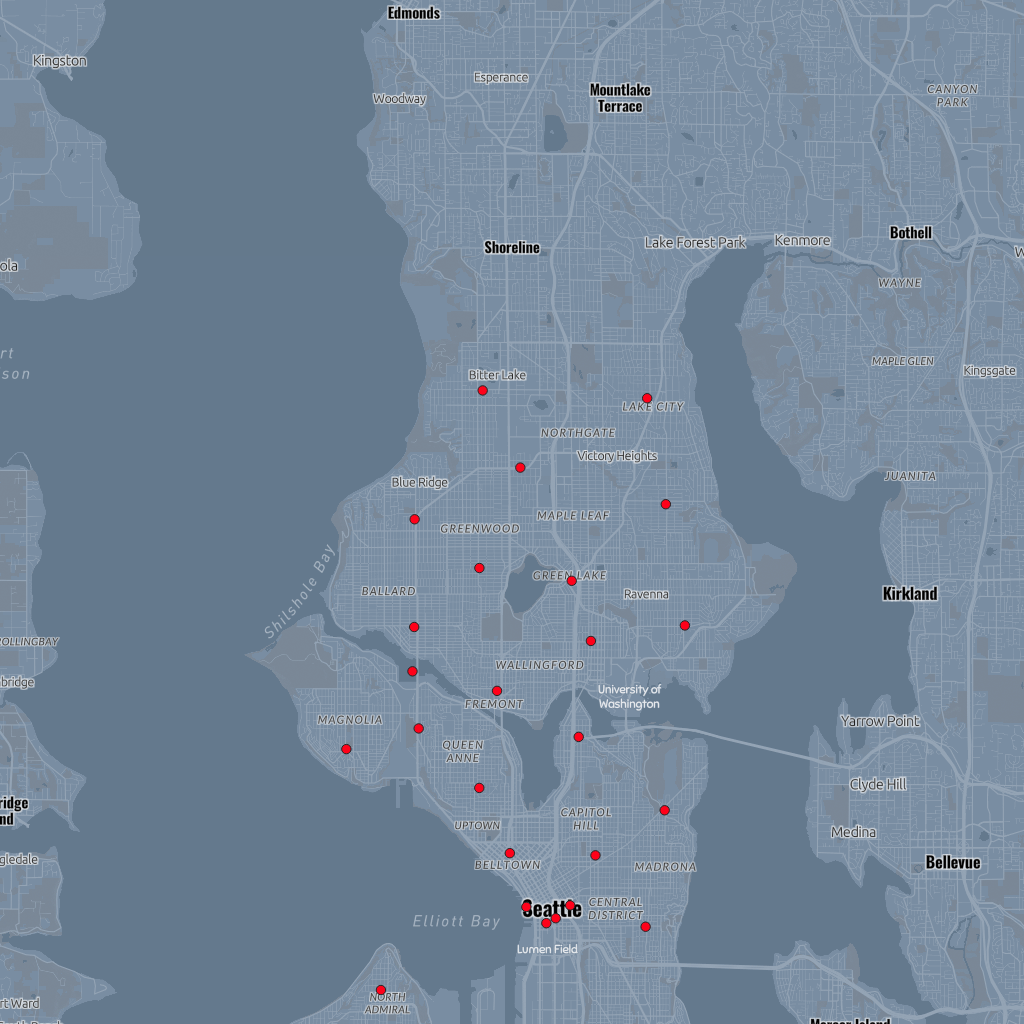 Edmonds
Kingston
Esperance
Woodway
Mountlake
Terrace
CANYON
PARK
Bothell
Shoreline
Lake Forest Park
Kenmore
ola
W
WAYNE
rt
son
MAPLE GLEN
Kingsgate
Bitter Lake
LAKE CITY
NORTHGATE
Victory Heights
JUANITA
Blue Ridge
MAPLE LEAF
GREENWOOD
GREEN LAKE
Shilshole Bay
BALLARD
Ravenna
Kirkland
ROLLINGBAY
WALLINGFORD
nbridge
University of
Washington
FREMONT
MAGNOLIA
Yarrow Point
QUEEN
ANNE
Clyde Hill
ridge
nd
CAPITOL
HILL
UPTOWN
Medina
gledale
BELLTOWN
MADRONA
Bellevue
Seattle
CENTRAL
DISTRICT
Elliott Bay
Lumen Field
NORTH
ADMIRAL
rt Ward
Mercer Island